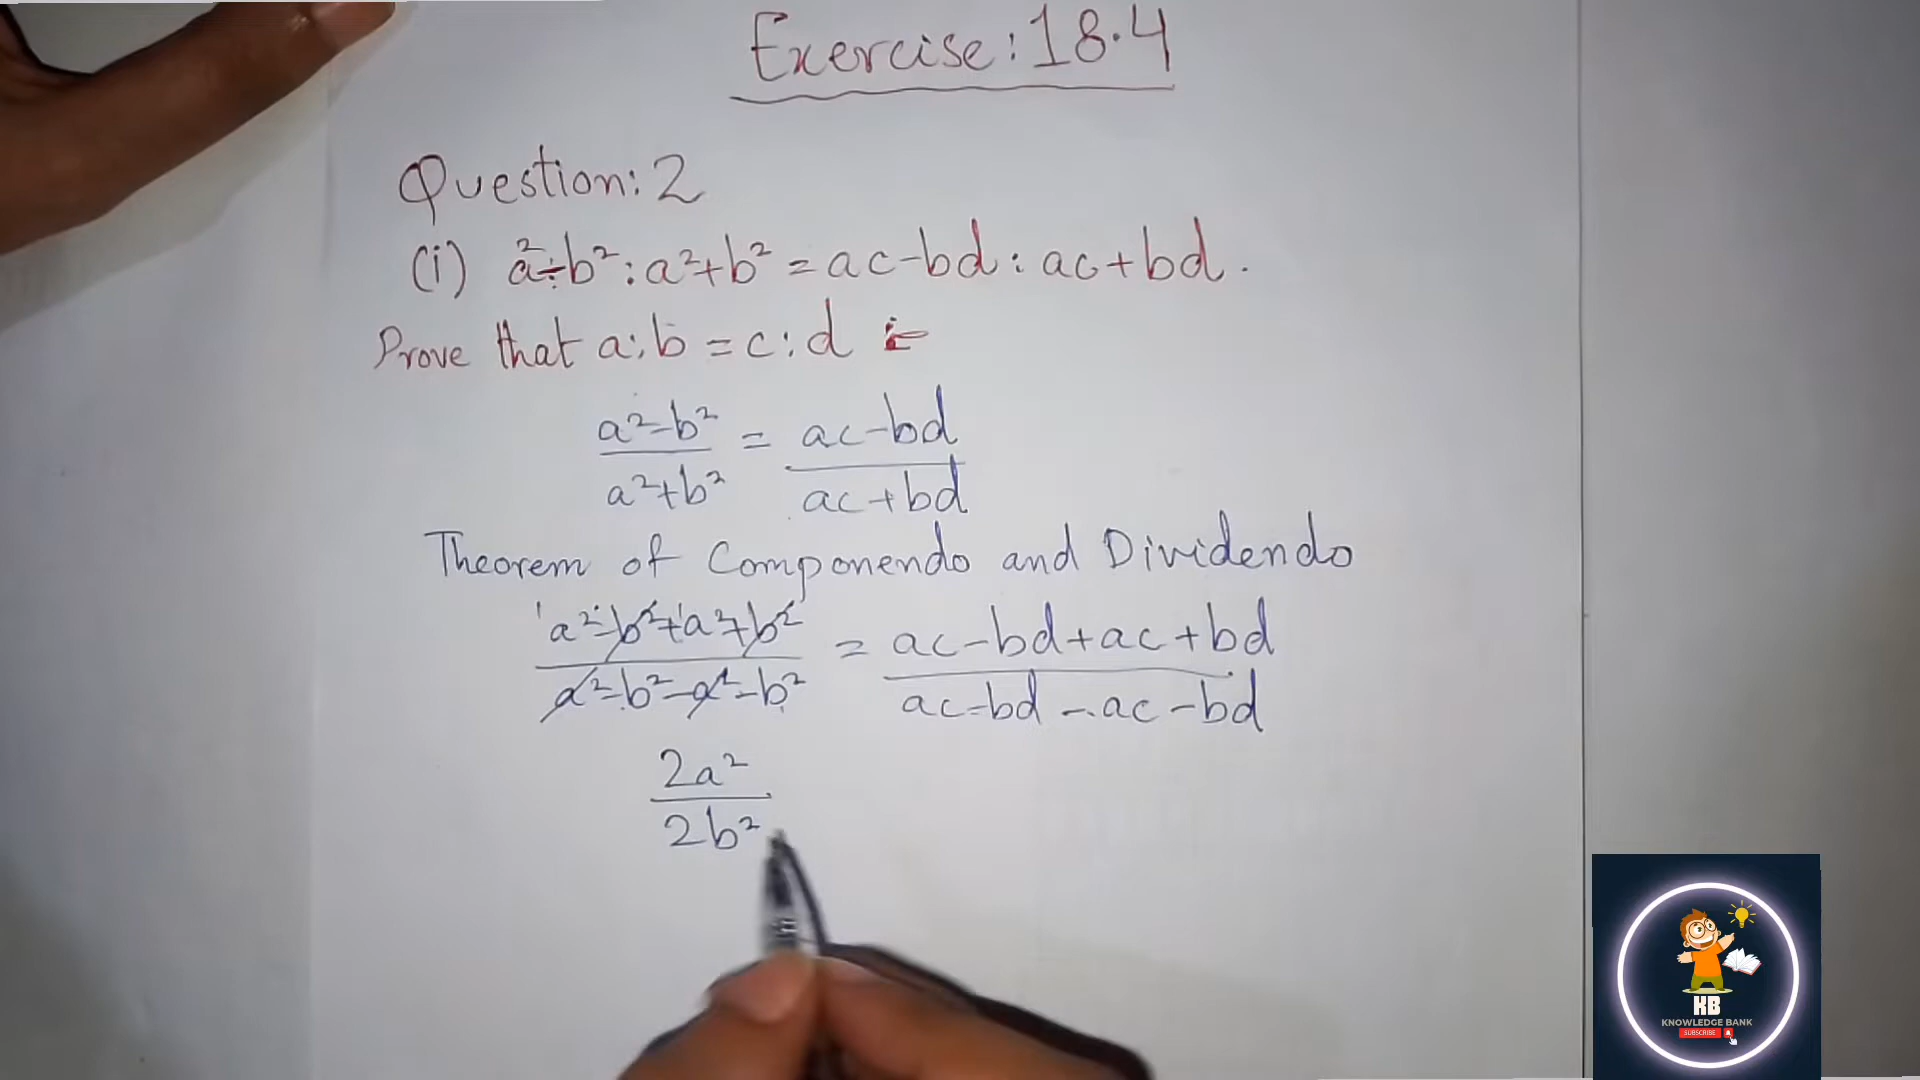 Exercise: 18.4
Question: 2
(i) a²÷b² : a²+b² = ac-bd : ac+bd.
Prove that a:b = c:d :-
a²-b² / a²+b² = ac-bd / ac+bd
Theorem of Componendo and Dividendo
a²-b²+a²+b² / a²-b²-a²-b² = ac-bd+ac+bd / ac-bd-ac-bd
2a² / 2b²
KB
KNOWLEDGE BANK
SUBSCRIBE